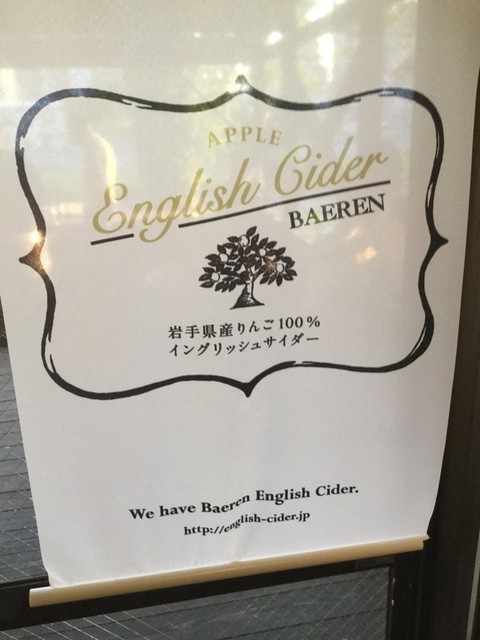 APPLE
English Cider
BAEREN
岩手県産りんご100%
イングリッシュサイダー
We have Baeren English Cider.
http://english-cider.jp